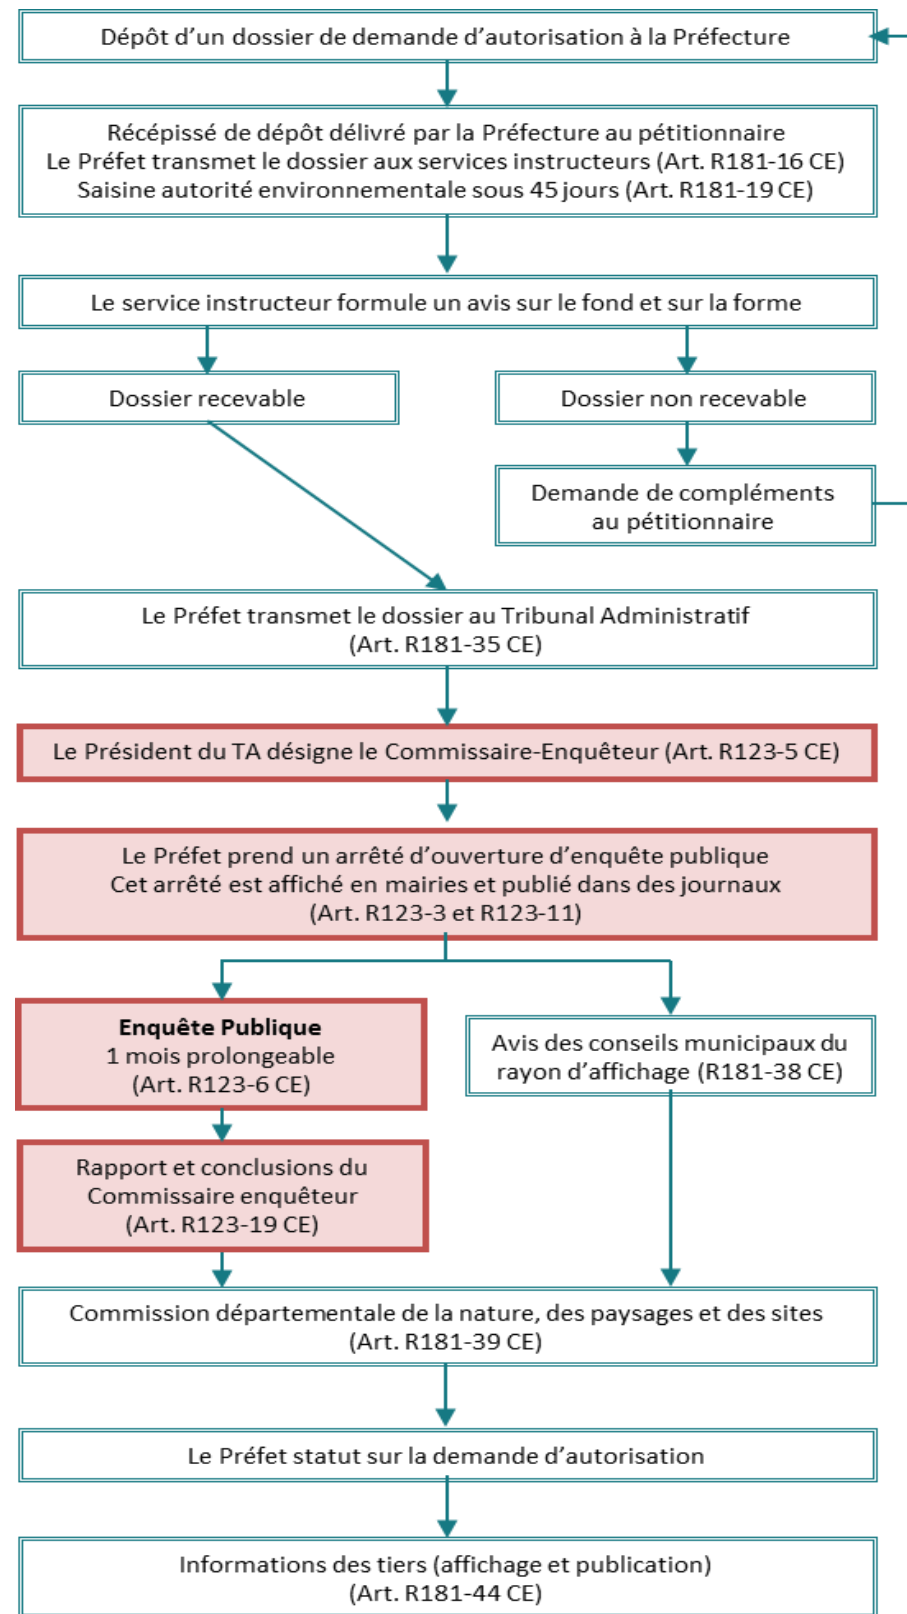 Dépôt d’un dossier de demande d’autorisation à la Préfecture
Récépissé de dépôt délivré par la Préfecture au pétitionnaire
Le Préfet transmet le dossier aux services instructeurs (Art. R181-16 CE)
Saisine autorité environnementale sous 45 jours (Art. R181-19 CE)
Le service instructeur formule un avis sur le fond et sur la forme
Dossier recevable
Dossier non recevable
Demande de compléments
au pétitionnaire
Le Préfet transmet le dossier au Tribunal Administratif
(Art. R181-35 CE)
Le Président du TA désigne le Commissaire-Enquêteur (Art. R123-5 CE)
Le Préfet prend un arrêté d’ouverture d’enquête publique
Cet arrêté est affiché en mairies et publié dans des journaux
(Art. R123-3 et R123-11)
Enquête Publique
1 mois prolongeable
(Art. R123-6 CE)
Avis des conseils municipaux du
rayon d’affichage (R181-38 CE)
Rapport et conclusions du
Commissaire enquêteur
(Art. R123-19 CE)
Commission départementale de la nature, des paysages et des sites
(Art. R181-39 CE)
Le Préfet statut sur la demande d’autorisation
Informations des tiers (affichage et publication)
(Art. R181-44 CE)